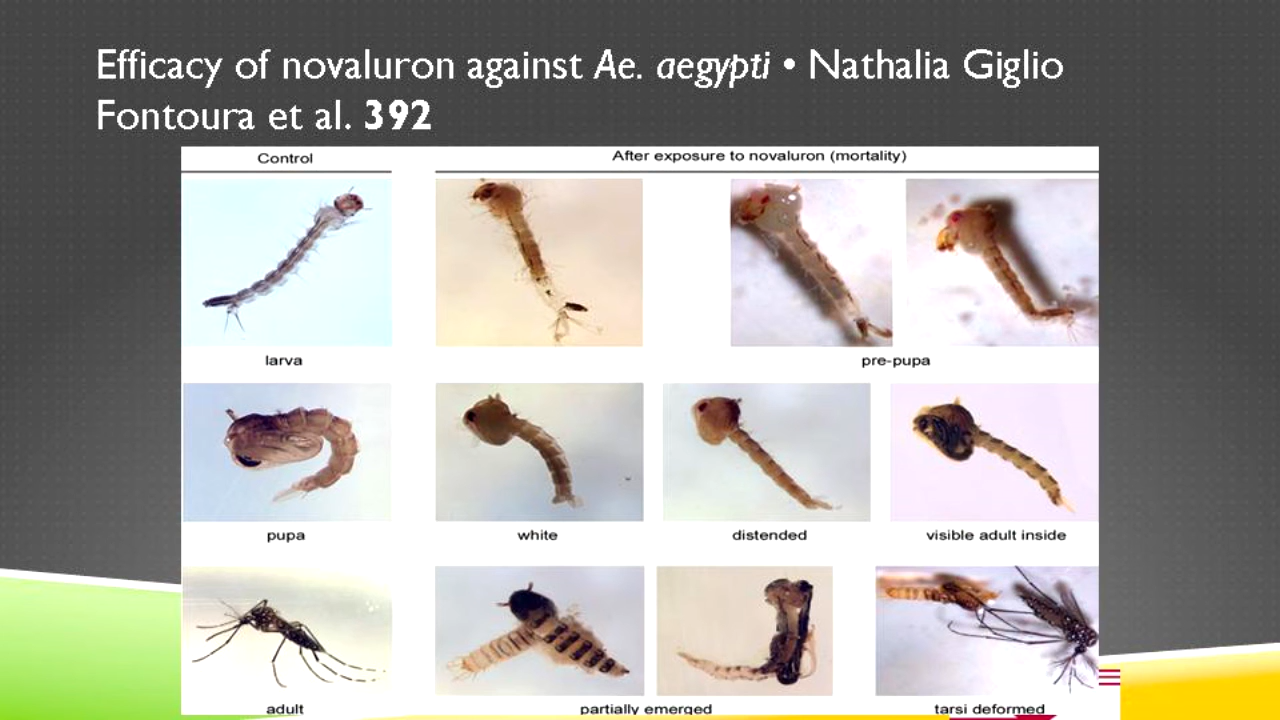 Efficacy of novaluron against Ae. aegypti • Nathalia Giglio
Fontoura et al. 392
Control
After exposure to novaluron (mortality)
larva
pre-pupa
pupa
white
distended
visible adult inside
adult
partially emerged
tarsi deformed